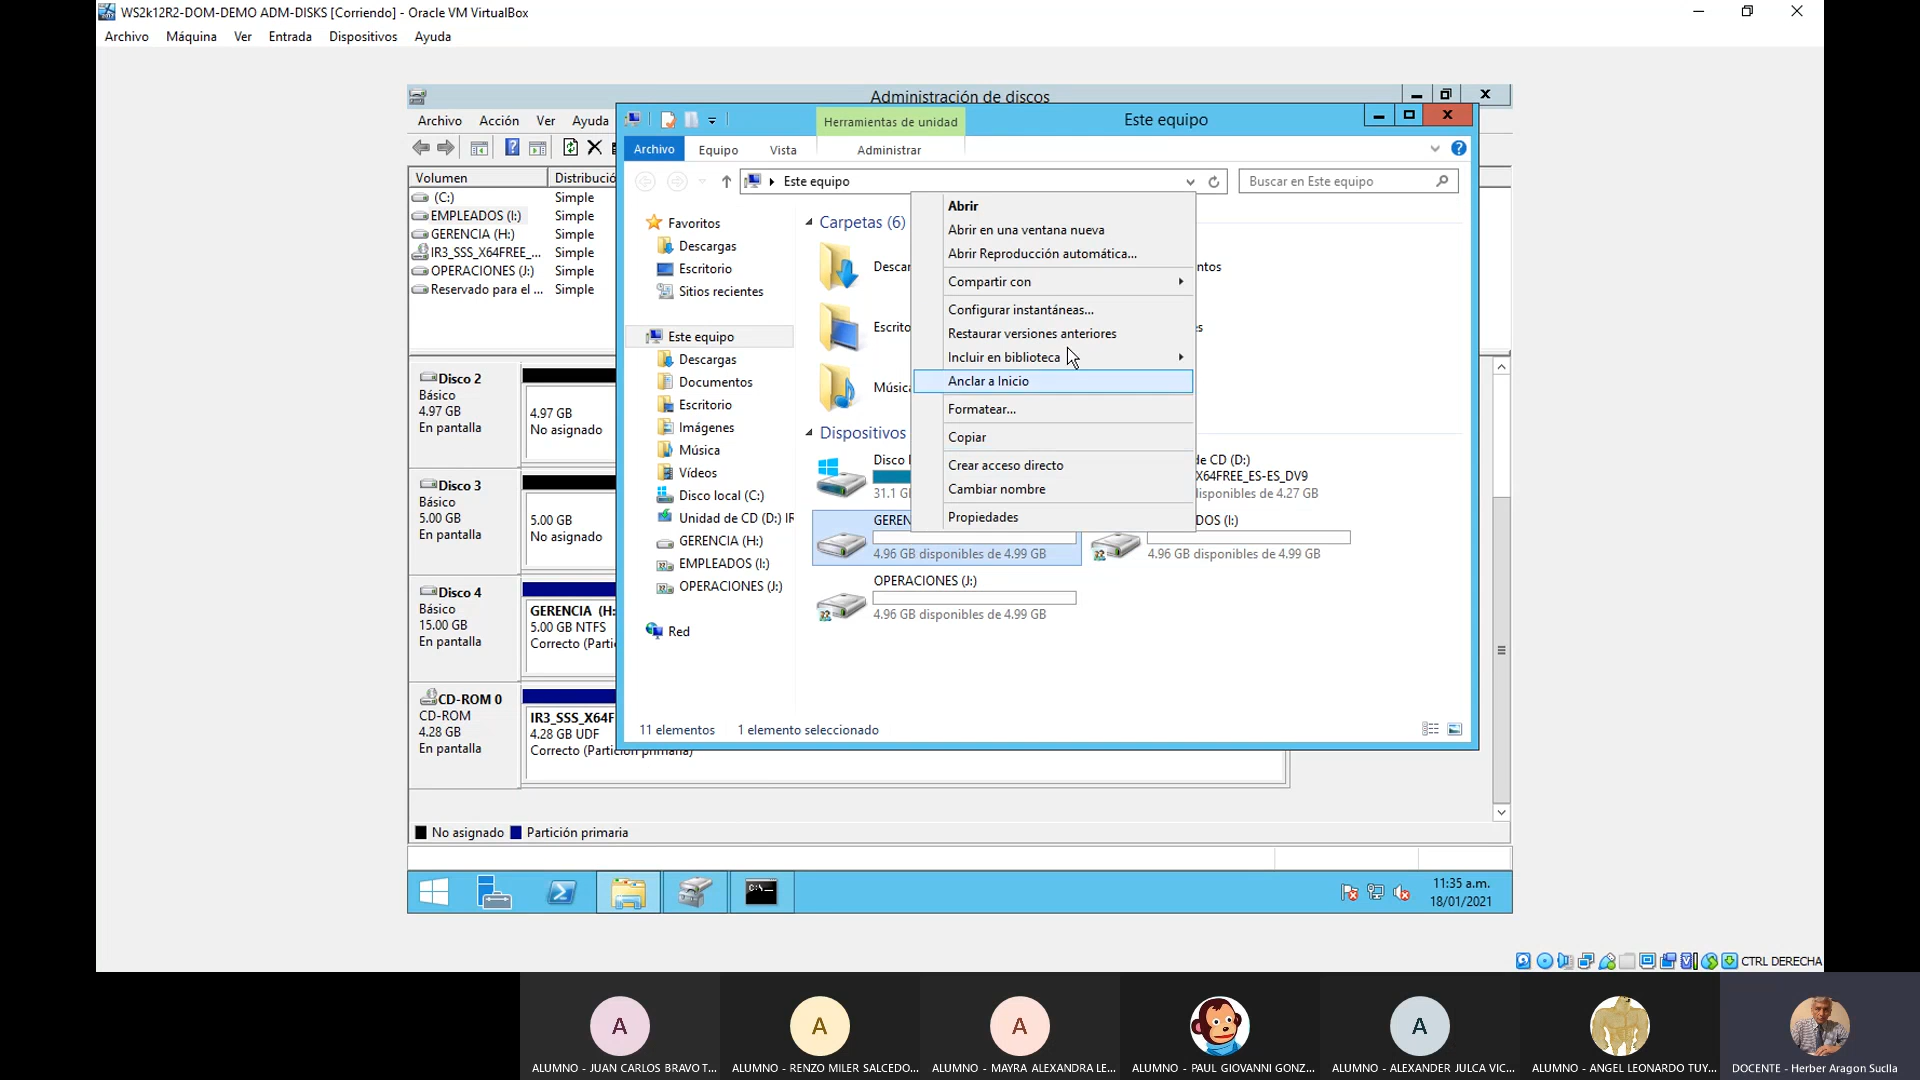 WS2k12R2-DOM-DEMO ADM-DISKS [Corriendo] - Oracle VM VirtualBox
Archivo Máquina Ver Entrada Dispositivos Ayuda
Administración de discos
Archivo Acción Ver Ayuda
Volumen Distribució
(C:) Simple
EMPLEADOS (I:) Simple
GERENCIA (H:) Simple
IR3_SSS_X64FREE_... Simple
OPERACIONES (J:) Simple
Reservado para el ... Simple
Disco 2
Básico
4.97 GB
En pantalla
4.97 GB
No asignado
Disco 3
Básico
5.00 GB
En pantalla
5.00 GB
No asignado
Disco 4
Básico
15.00 GB
En pantalla
GERENCIA (H:
5.00 GB NTFS
Correcto (Parti
CD-ROM 0
CD-ROM
4.28 GB
En pantalla
IR3_SSS_X64F
4.28 GB UDF
Correcto (Partición primaria)
No asignado Partición primaria
Herramientas de unidad
Este equipo
Archivo Equipo Vista Administrar
Este equipo
Buscar en Este equipo
Favoritos
Descargas
Escritorio
Sitios recientes
Este equipo
Descargas
Documentos
Escritorio
Imágenes
Música
Vídeos
Disco local (C:)
Unidad de CD (D:) IR
GERENCIA (H:)
EMPLEADOS (I:)
OPERACIONES (J:)
Red
Carpetas (6)
Descar
ntos
Escrito
s
Músic
Dispositivos
Disco l
31.1 G
de CD (D:)
X64FREE_ES-ES_DV9
disponibles de 4.27 GB
GEREN
4.96 GB disponibles de 4.99 GB
DOS (I:)
4.96 GB disponibles de 4.99 GB
OPERACIONES (J:)
4.96 GB disponibles de 4.99 GB
Abrir
Abrir en una ventana nueva
Abrir Reproducción automática...
Compartir con
Configurar instantáneas...
Restaurar versiones anteriores
Incluir en biblioteca
Anclar a Inicio
Formatear...
Copiar
Crear acceso directo
Cambiar nombre
Propiedades
11 elementos 1 elemento seleccionado
11:35 a.m.
18/01/2021
CTRL DERECHA
A
A
A
A
ALUMNO - JUAN CARLOS BRAVO T...
ALUMNO - RENZO MILER SALCEDO...
ALUMNO - MAYRA ALEXANDRA LE...
ALUMNO - PAUL GIOVANNI GONZ...
ALUMNO - ALEXANDER JULCA VIC...
ALUMNO - ANGEL LEONARDO TUY...
DOCENTE - Herber Aragon Suclla